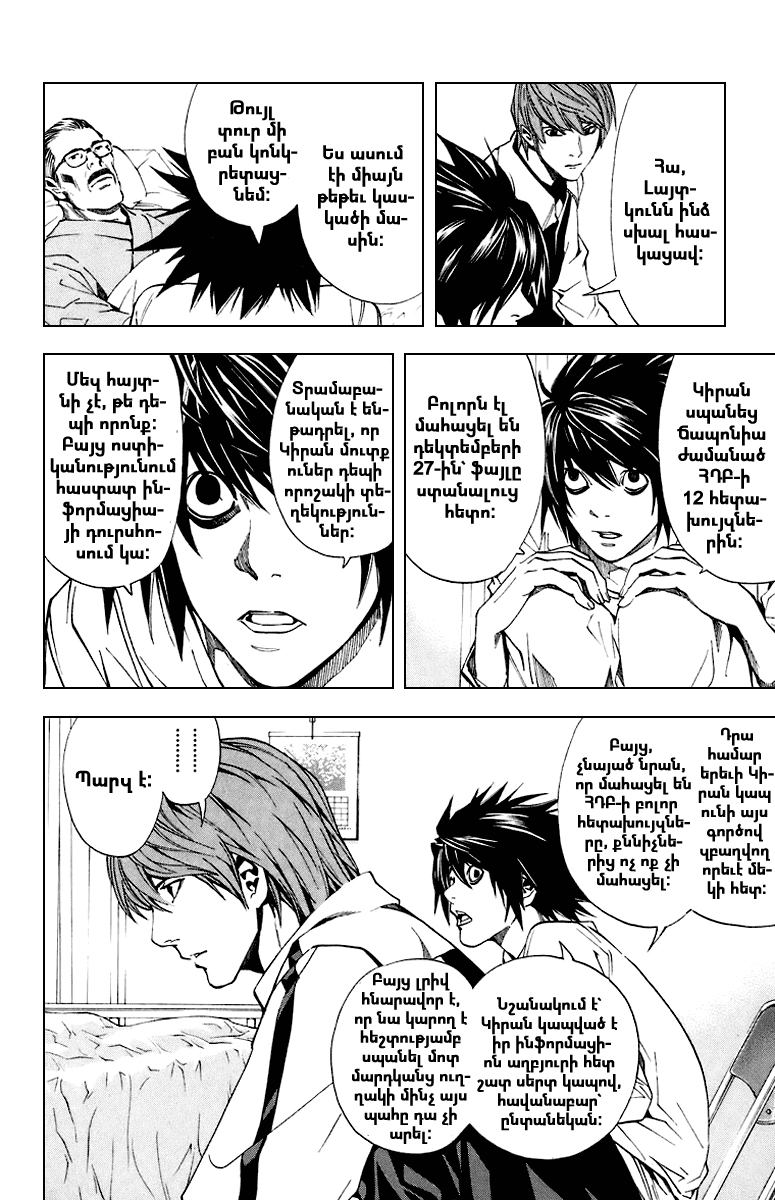 Հա,
Լայտ-
կունն ինձ
սխալ հաս-
կացավ:
Ես ասում
էի միայն
թեթեւ կաս-
կածի մա-
սին:
Թույլ
տուր մի
բան կոնկ-
րետաց-
նեմ:
Կիրան
սպանեց
Ճապոնիա
ժամանած
ՀԴԲ-ի
12 հետա-
խույզնե-
րին:
Բոլորն էլ
մահացել են
դեկտեմբերի
27-ին՝ ֆայլը
ստանալուց
հետո:
Տրամաբա-
նական է են-
թադրել, որ
Կիրան մուտք
ուներ դեպի
որոշակի տե-
ղեկություն-
ներ:
Մեզ հայտ-
նի չէ, թե դե-
պի որոնք:
Բայց ոստի-
կանությունում
հաստատ ին-
ֆորմացիա-
յի դուրսհո-
սում կա:
Դրա
համար
երեւի Կի-
րան կապ
ունի այս
գործով
զբաղվող
որեւէ մե-
կի հետ:
Բայց,
չնայած նրան,
որ մահացել են
ՀԴԲ-ի բոլոր
հետախույզնե-
րը, քննիչնե-
րից ոչ ոք չի
մահացել:
........
........
Պարզ է:
Նշանակում է՝
Կիրան կապված է
իր ինֆորմացի-
ոն աղբյուրի հետ
շատ սերտ կապով,
հավանաբար՝
ընտանեկան:
Բայց լրիվ
հնարավոր է,
որ նա կարող է
հեշտությամբ
սպանել մոտ
մարդկանց ուղ-
ղակի մինչ այս
պահը դա չի
արել: